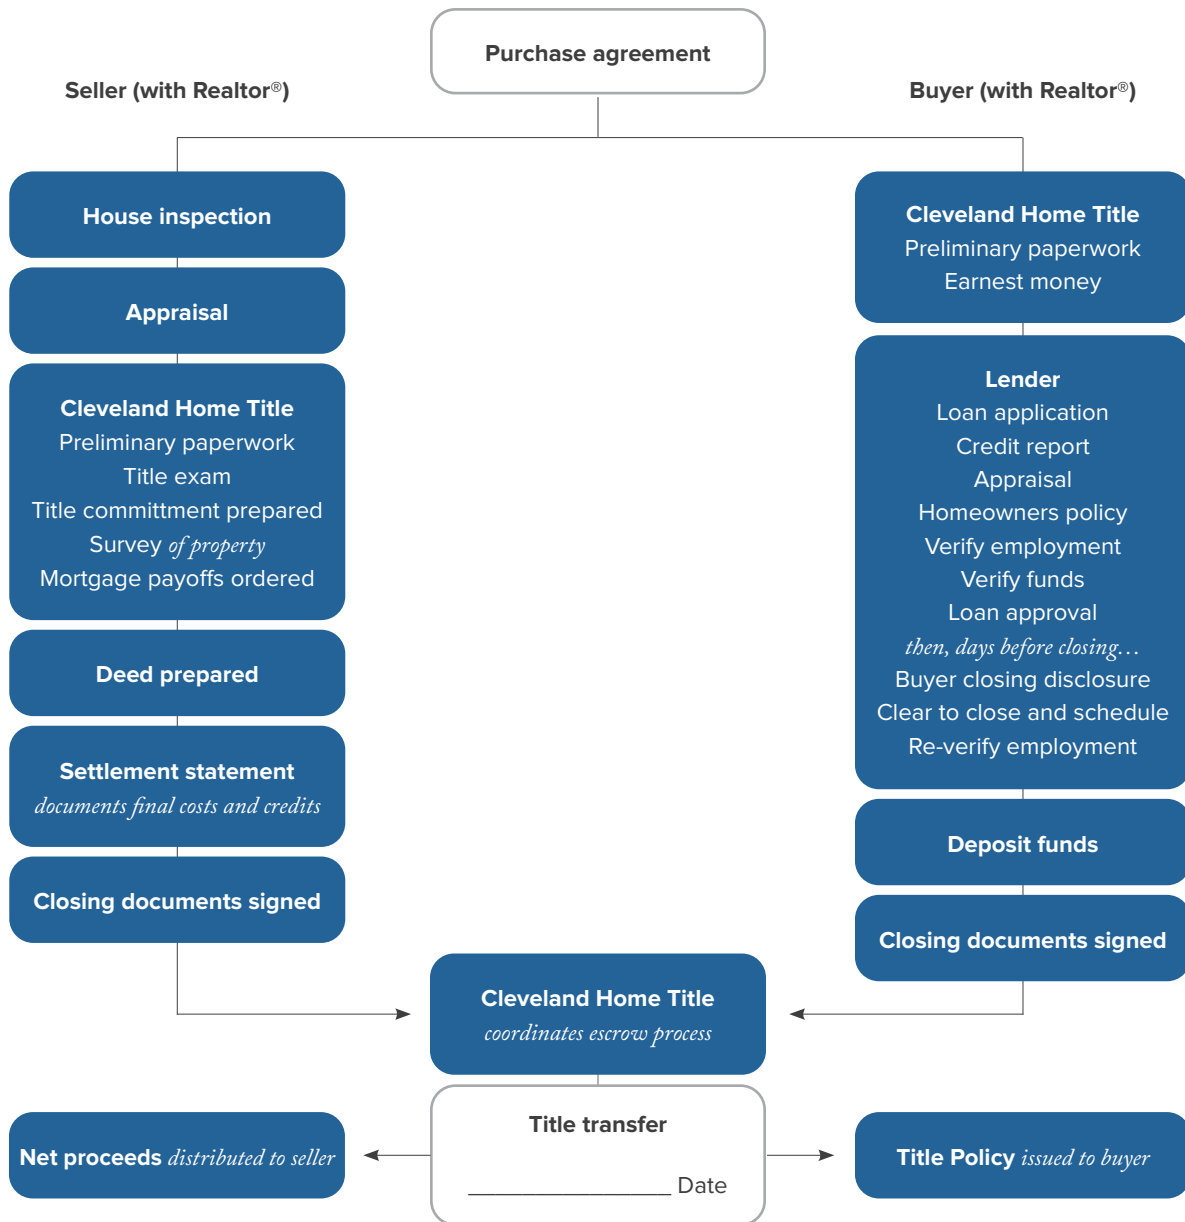 Purchase agreement
Seller (with Realtor®)
House inspection
Appraisal
Cleveland Home Title
Preliminary paperwork
Title exam
Title committment prepared
Survey of property
Mortgage payoffs ordered
Deed prepared
Settlement statement
documents final costs and credits
Closing documents signed
Buyer (with Realtor®)
Cleveland Home Title
Preliminary paperwork
Earnest money
Lender
Loan application
Credit report
Appraisal
Homeowners policy
Verify employment
Verify funds
Loan approval
then, days before closing…
Buyer closing disclosure
Clear to close and schedule
Re-verify employment
Deposit funds
Closing documents signed
Cleveland Home Title
coordinates escrow process
Title transfer
________________ Date
Net proceeds distributed to seller
Title Policy issued to buyer